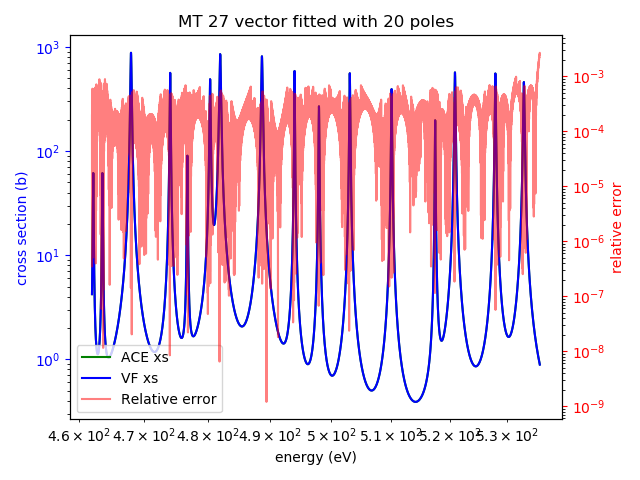 MT 27 vector fitted with 20 poles
10³
10²
10¹
10⁰
cross section (b)
10⁻³
10⁻⁴
10⁻⁵
10⁻⁶
10⁻⁷
10⁻⁸
10⁻⁹
relative error
ACE xs
VF xs
Relative error
4.6 × 10² 4.7 × 10² 4.8 × 10² 4.9 × 10² 5 × 10² 5.1 × 10² 5.2 × 10² 5.3 × 10²
energy (eV)